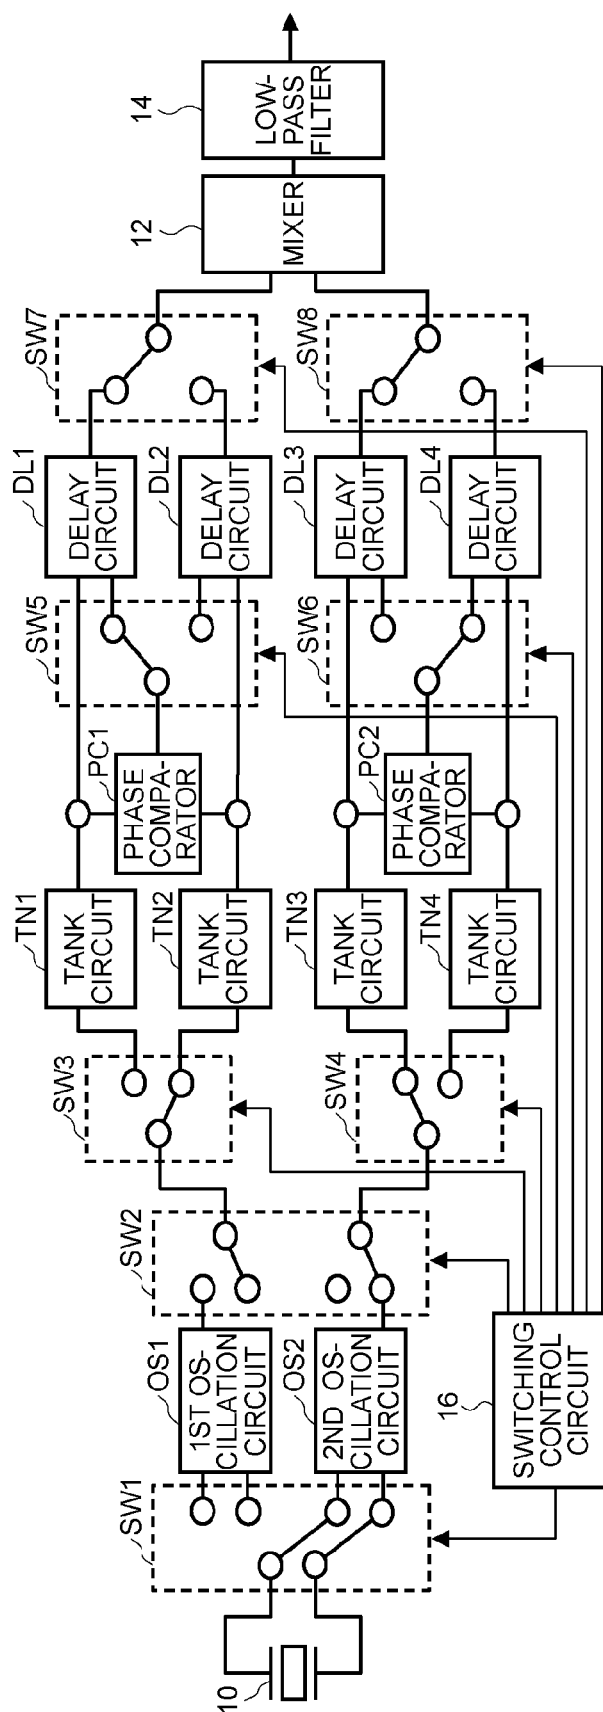 10
SW1
OS1
1ST OS-
CILLATION
CIRCUIT
OS2
2ND OS-
CILLATION
CIRCUIT
16
SWITCHING
CONTROL
CIRCUIT
SW2
SW3
SW4
TN1
TANK
CIRCUIT
TN2
TANK
CIRCUIT
TN3
TANK
CIRCUIT
TN4
TANK
CIRCUIT
PC1
PHASE
COMPA-
RATOR
PC2
PHASE
COMPA-
RATOR
SW5
SW6
DL1
DELAY
CIRCUIT
DL2
DELAY
CIRCUIT
DL3
DELAY
CIRCUIT
DL4
DELAY
CIRCUIT
SW7
SW8
12
MIXER
14
LOW-
PASS
FILTER